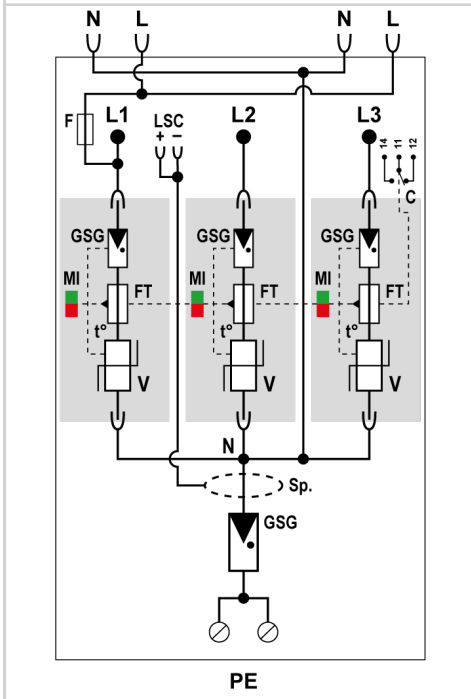 N L N L
F L1 LSC L2 L3 14 11 12
+ −
C
GSG GSG GSG
MI FT MI FT MI FT
t° t° t°
V V V
N
Sp.
GSG
PE